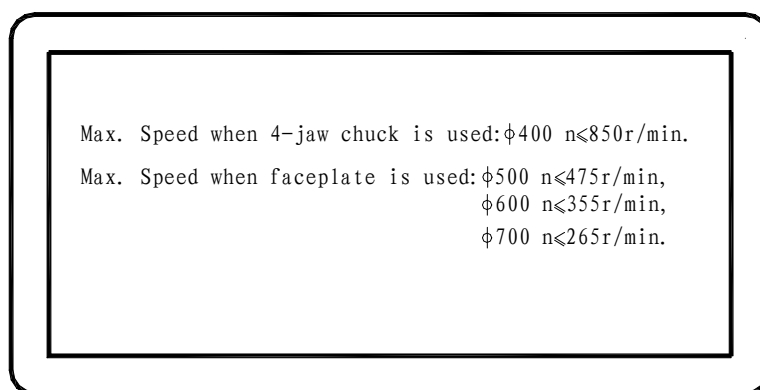 Max. Speed when 4-jaw chuck is used:ϕ400 n⩽850r/min.
Max. Speed when faceplate is used:ϕ500 n⩽475r/min,
ϕ600 n⩽355r/min,
ϕ700 n⩽265r/min.